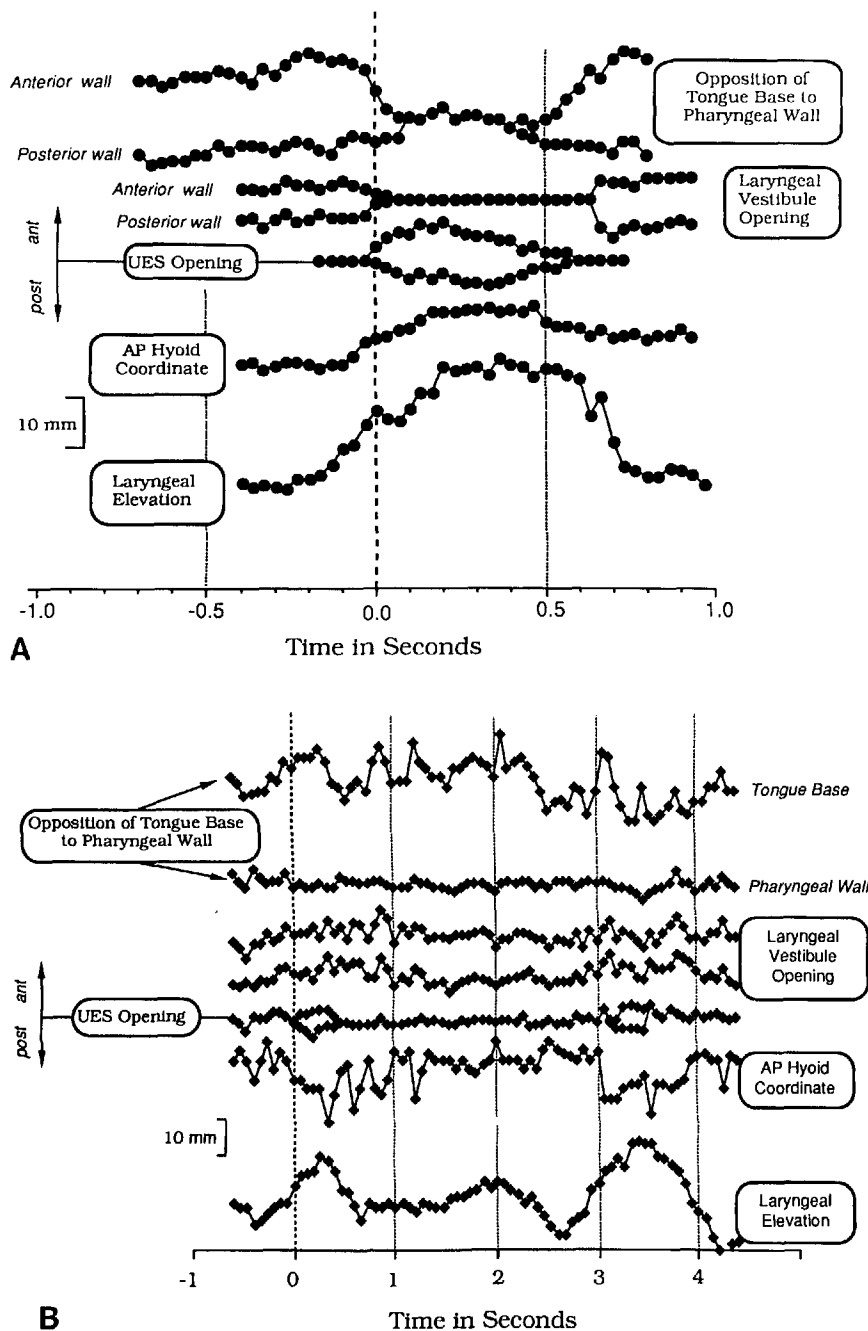 Anterior wall
Opposition of
Tongue Base to
Pharyngeal Wall
Posterior wall
Anterior wall
Laryngeal
Vestibule
Opening
Posterior wall
ant
post
UES Opening
AP Hyoid
Coordinate
10 mm
Laryngeal
Elevation
-1.0
-0.5
0.0
0.5
1.0
A
Time in Seconds
Tongue Base
Opposition of Tongue Base
to Pharyngeal Wall
Pharyngeal Wall
Laryngeal
Vestibule
Opening
ant
post
UES Opening
AP Hyoid
Coordinate
10 mm
Laryngeal
Elevation
-1
0
1
2
3
4
B
Time in Seconds